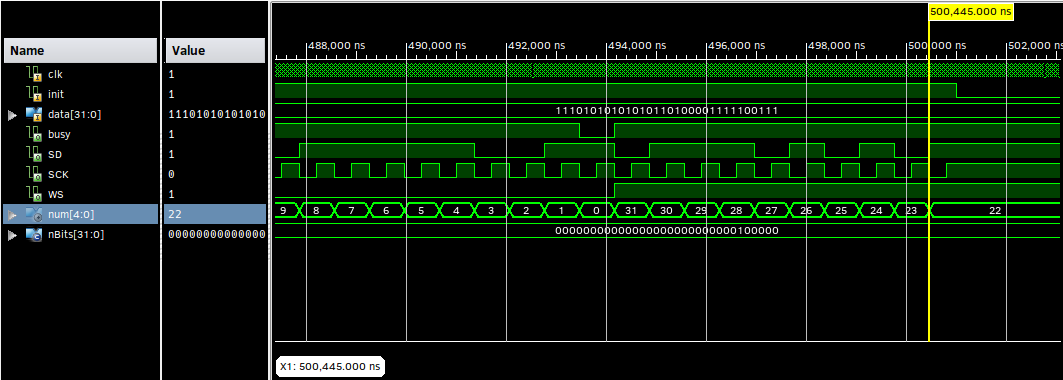 500,445.000 ns
Name Value
488,000 ns 490,000 ns 492,000 ns 494,000 ns 496,000 ns 498,000 ns 500,000 ns 502,000
clk 1
init 1
data[31:0] 11101010101010 11101010101010110100001111100111
busy 1
SD 1
SCK 0
WS 1
num[4:0] 22 9 8 7 6 5 4 3 2 1 0 31 30 29 28 27 26 25 24 23 22
nBits[31:0] 00000000000000 00000000000000000000000000100000
X1: 500,445.000 ns